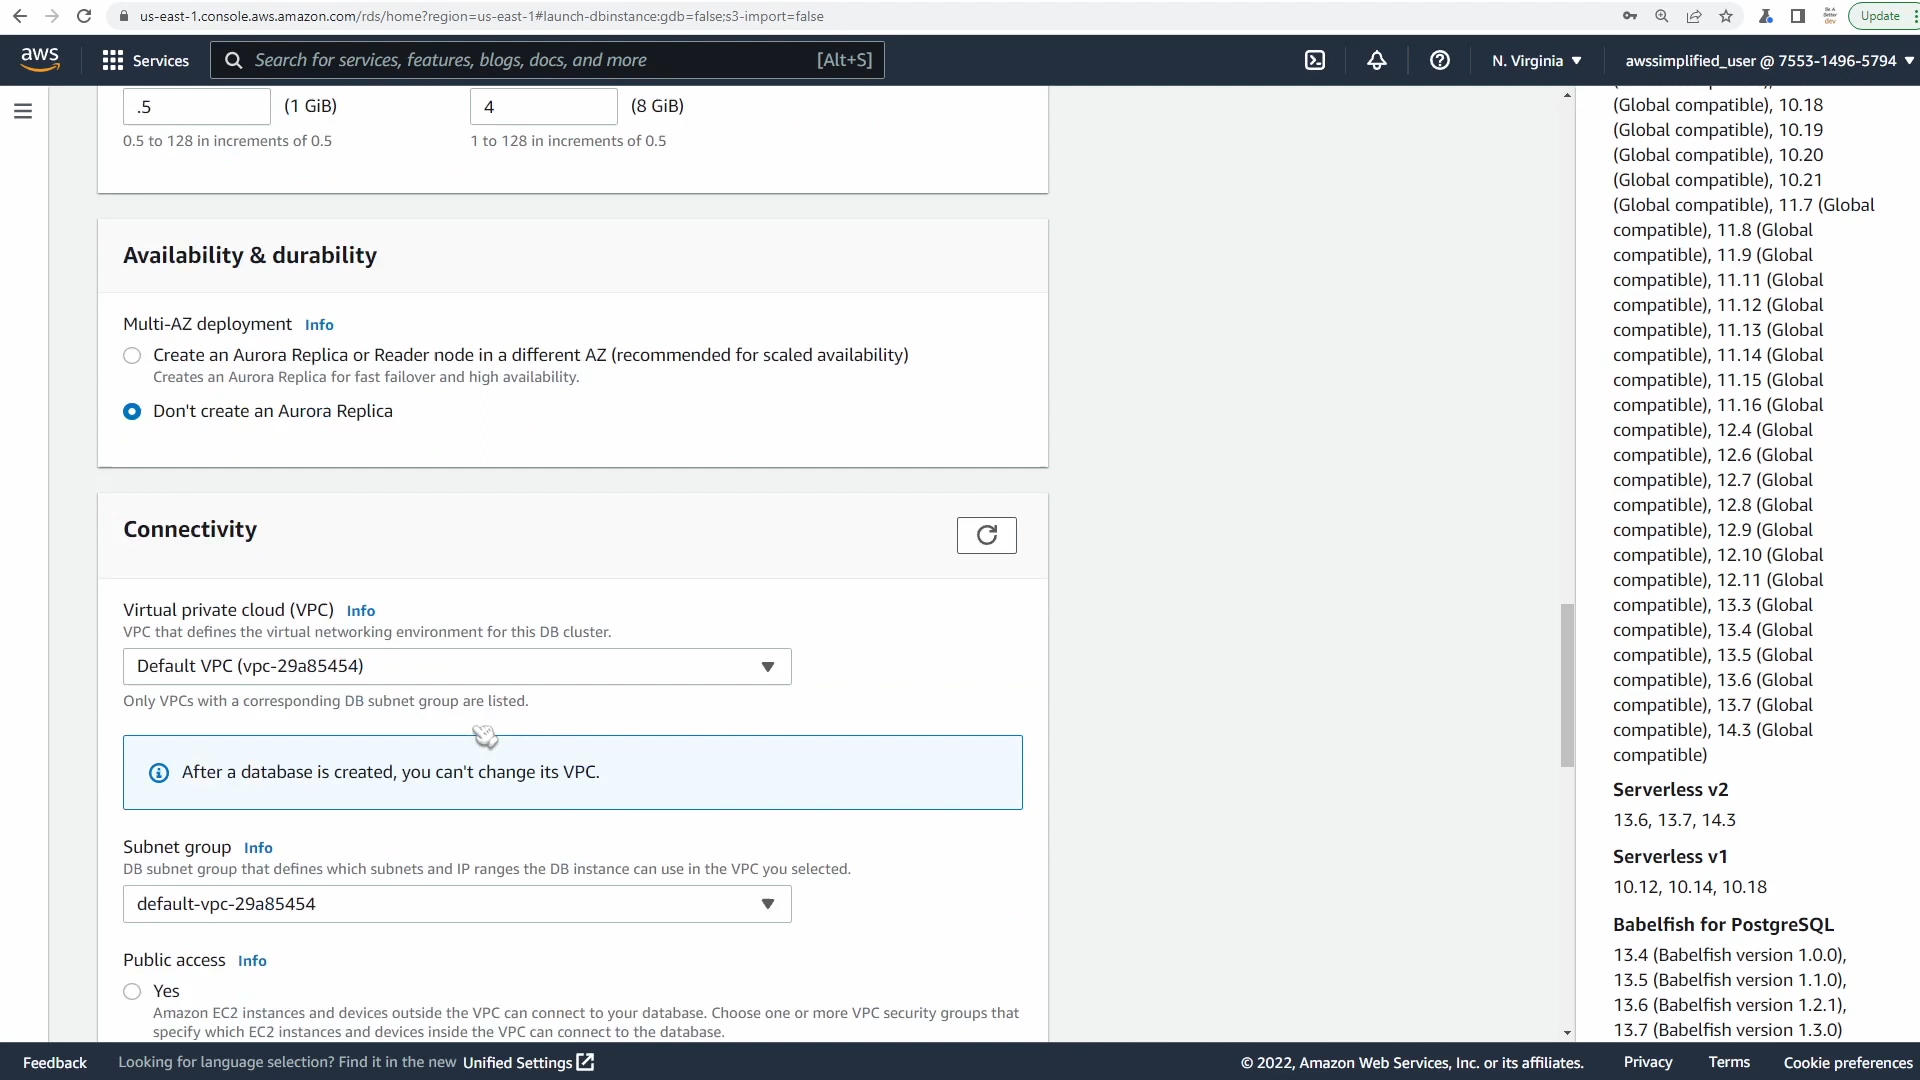 us-east-1.console.aws.amazon.com/rds/home?region=us-east-1#launch-dbinstance:gdb=false;s3-import=false
Update
aws
Services
Search for services, features, blogs, docs, and more
[Alt+S]
N. Virginia
awssimplified_user @ 7553-1496-5794
.5
(1 GiB)
4
(8 GiB)
0.5 to 128 in increments of 0.5
1 to 128 in increments of 0.5
Availability & durability
Multi-AZ deployment Info
Create an Aurora Replica or Reader node in a different AZ (recommended for scaled availability)
Creates an Aurora Replica for fast failover and high availability.
Don't create an Aurora Replica
Connectivity
Virtual private cloud (VPC) Info
VPC that defines the virtual networking environment for this DB cluster.
Default VPC (vpc-29a85454)
Only VPCs with a corresponding DB subnet group are listed.
After a database is created, you can't change its VPC.
Subnet group Info
DB subnet group that defines which subnets and IP ranges the DB instance can use in the VPC you selected.
default-vpc-29a85454
Public access Info
Yes
Amazon EC2 instances and devices outside the VPC can connect to your database. Choose one or more VPC security groups that
specify which EC2 instances and devices inside the VPC can connect to the database.
(Global compatible), 10.18
(Global compatible), 10.19
(Global compatible), 10.20
(Global compatible), 10.21
(Global compatible), 11.7 (Global
compatible), 11.8 (Global
compatible), 11.9 (Global
compatible), 11.11 (Global
compatible), 11.12 (Global
compatible), 11.13 (Global
compatible), 11.14 (Global
compatible), 11.15 (Global
compatible), 11.16 (Global
compatible), 12.4 (Global
compatible), 12.6 (Global
compatible), 12.7 (Global
compatible), 12.8 (Global
compatible), 12.9 (Global
compatible), 12.10 (Global
compatible), 12.11 (Global
compatible), 13.3 (Global
compatible), 13.4 (Global
compatible), 13.5 (Global
compatible), 13.6 (Global
compatible), 13.7 (Global
compatible), 14.3 (Global
compatible)
Serverless v2
13.6, 13.7, 14.3
Serverless v1
10.12, 10.14, 10.18
Babelfish for PostgreSQL
13.4 (Babelfish version 1.0.0),
13.5 (Babelfish version 1.1.0),
13.6 (Babelfish version 1.2.1),
13.7 (Babelfish version 1.3.0)
Feedback
Looking for language selection? Find it in the new Unified Settings
© 2022, Amazon Web Services, Inc. or its affiliates.
Privacy
Terms
Cookie preferences